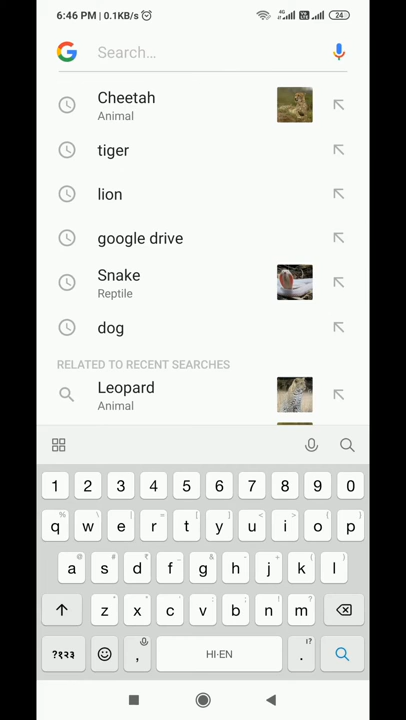 6:46 PM | 0.1KB/s 4G 24
Search...
Cheetah
Animal
tiger
lion
google drive
Snake
Reptile
dog
RELATED TO RECENT SEARCHES
Leopard
Animal
1 2 3 4 5 6 7 8 9 0
% ^ ~ | [ ] < > { }
q w e r t y u i o p
@ # ₹ _ & - + ( )
a s d f g h j k l
* " ' : ; ! ?
z x c v b n m
?१२३ , HI·EN . !?